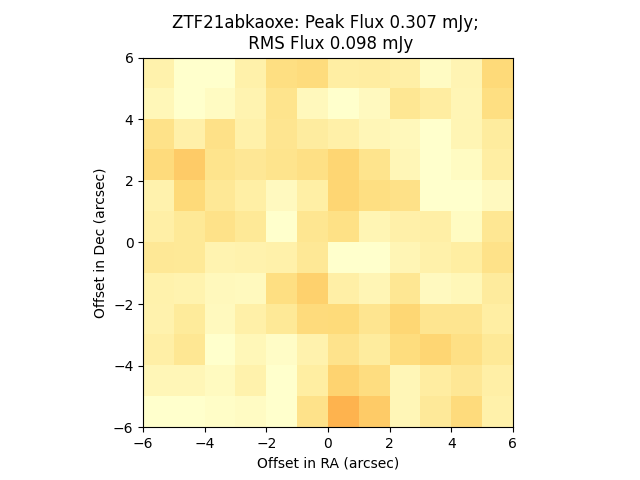 ZTF21abkaoxe: Peak Flux 0.307 mJy;
RMS Flux 0.098 mJy
6
4
2
0
−2
−4
−6
Offset in Dec (arcsec)
−6 −4 −2 0 2 4 6
Offset in RA (arcsec)